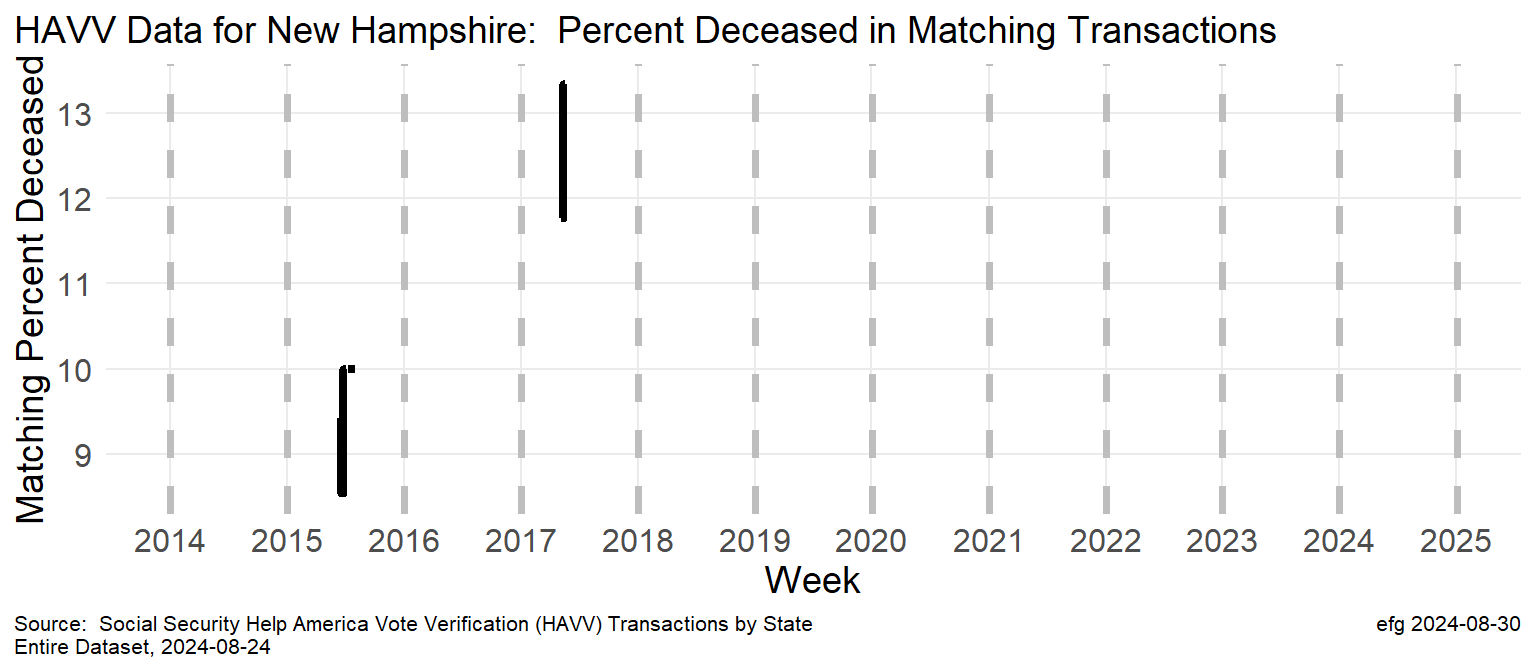 HAVV Data for New Hampshire:  Percent Deceased in Matching Transactions
Matching Percent Deceased
13
12
11
10
9
2014 2015 2016 2017 2018 2019 2020 2021 2022 2023 2024 2025
Week
Source:  Social Security Help America Vote Verification (HAVV) Transactions by State
Entire Dataset, 2024-08-24
efg 2024-08-30